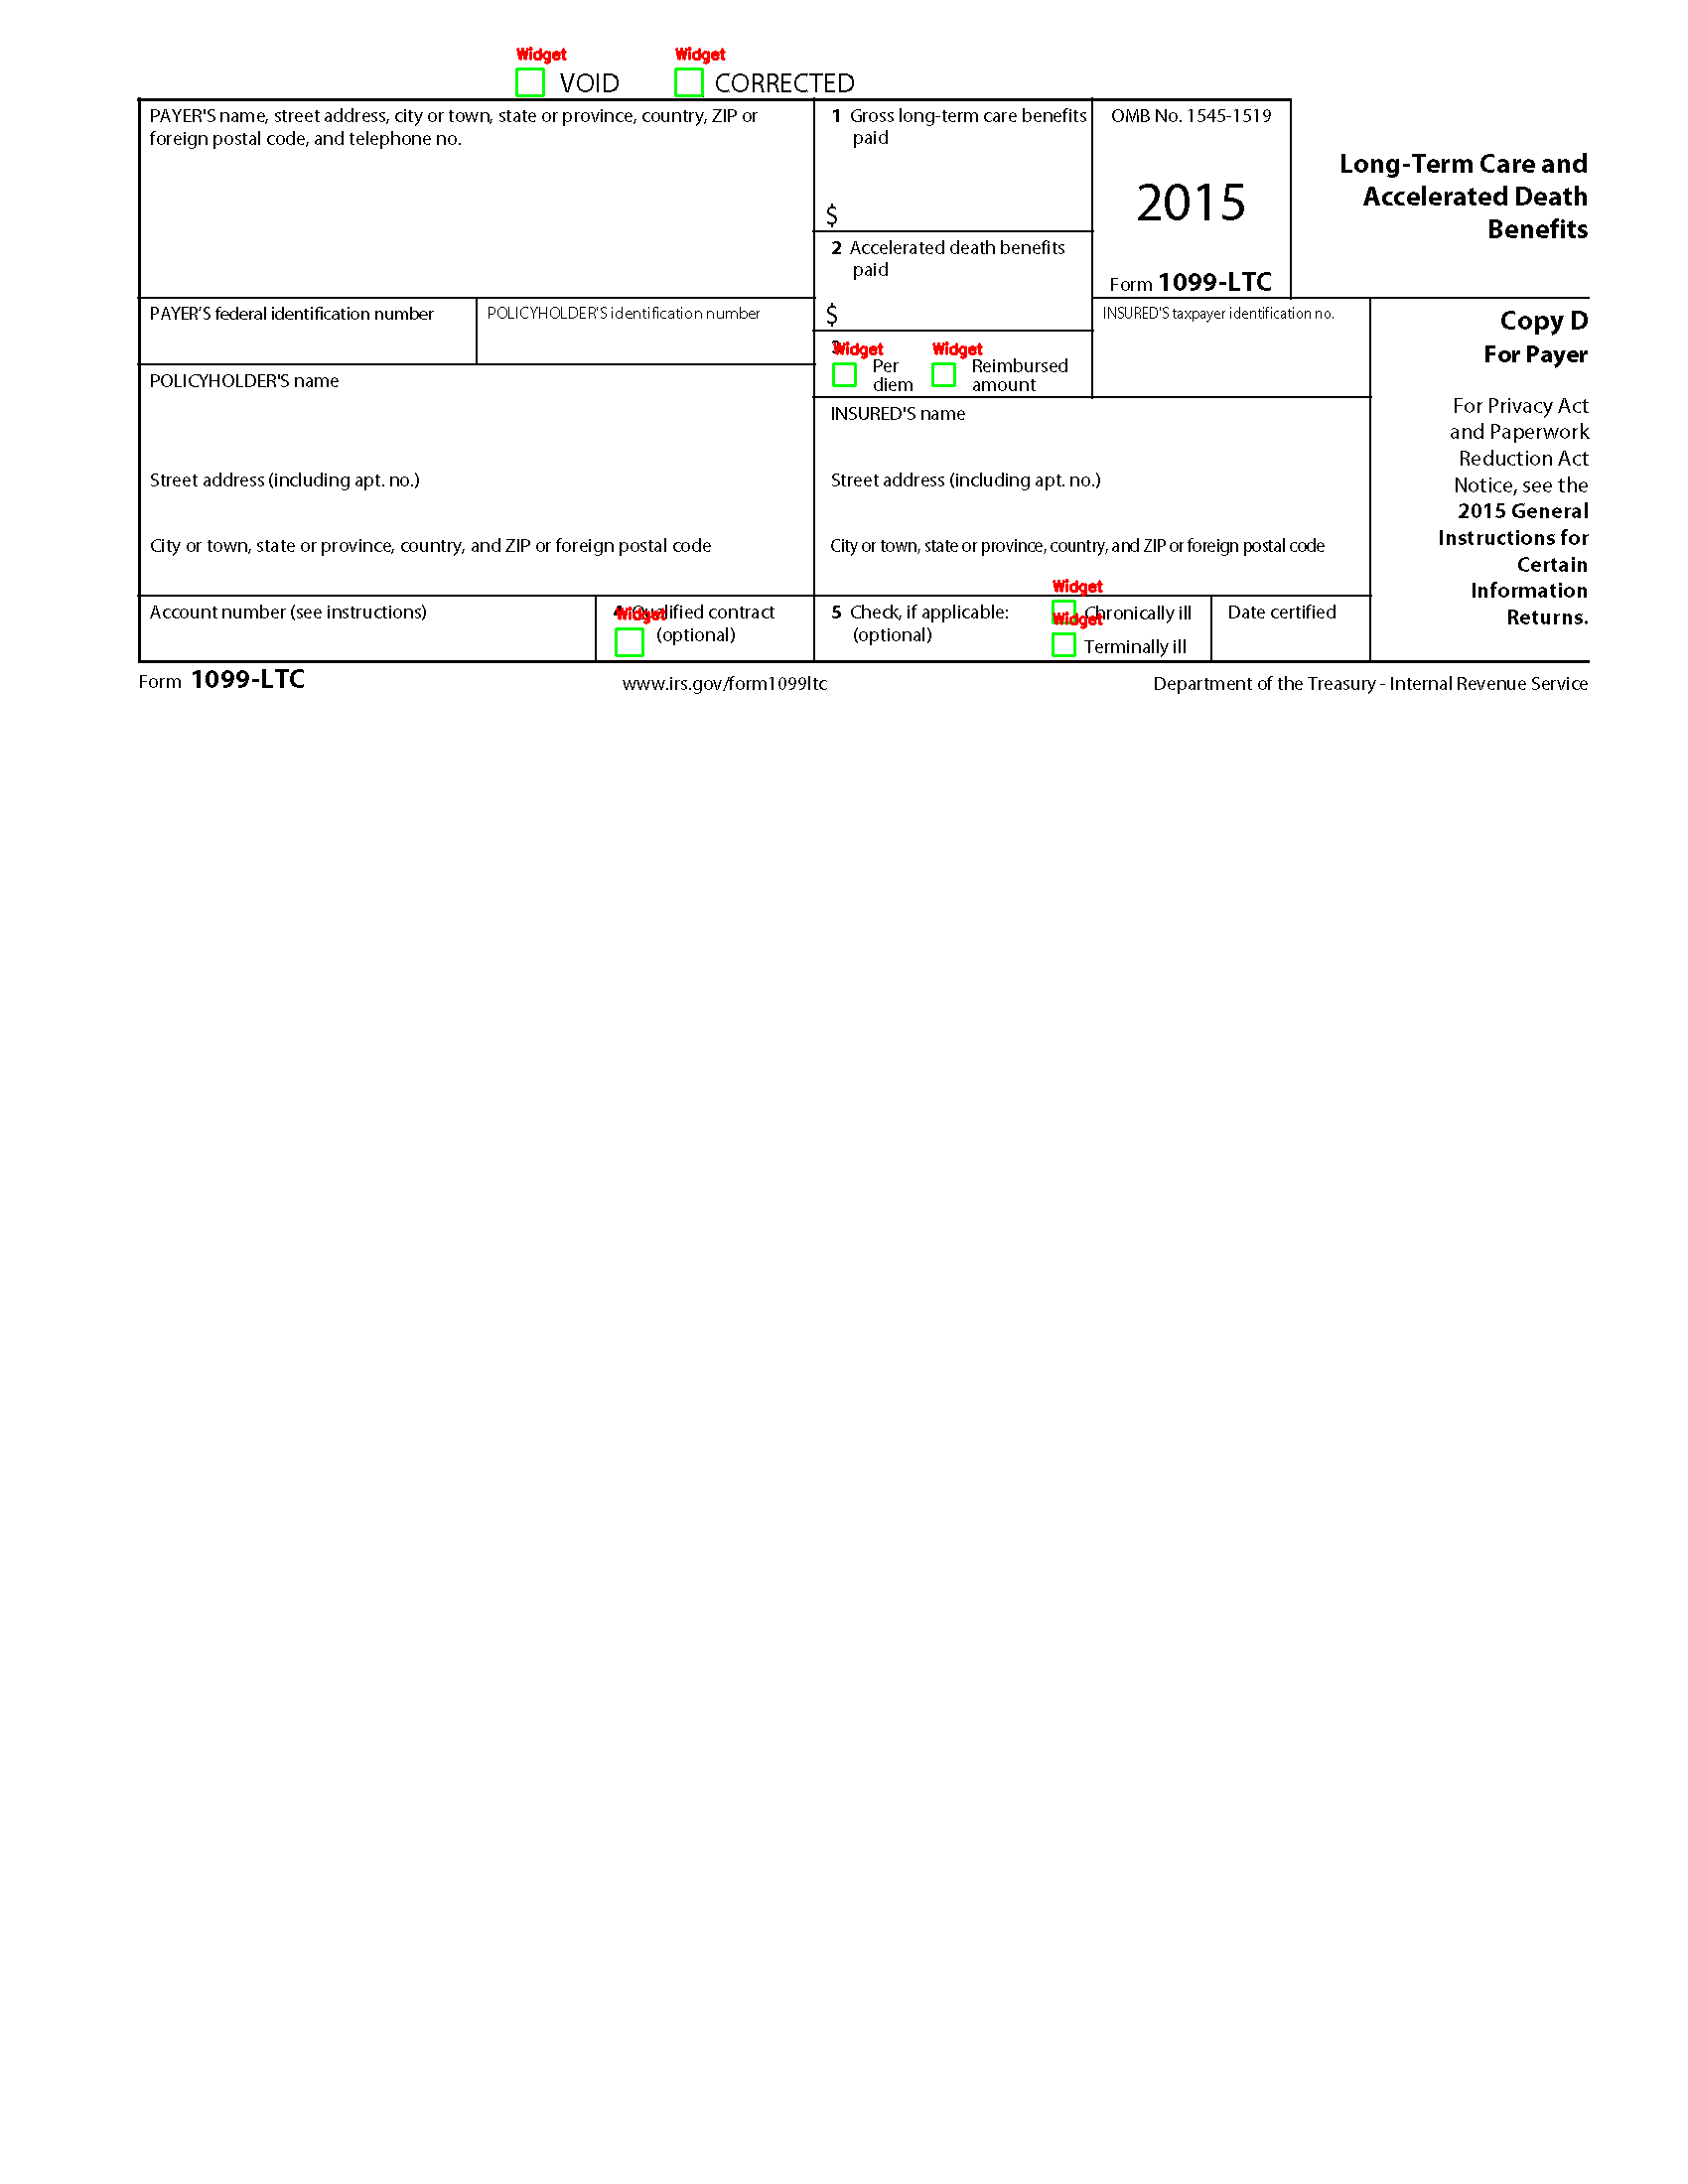 Widget Widget
VOID CORRECTED
PAYER'S name, street address, city or town, state or province, country, ZIP or
foreign postal code, and telephone no.
1 Gross long-term care benefits
paid
$
2 Accelerated death benefits
paid
$
OMB No. 1545-1519
2015
Form 1099-LTC
Long-Term Care and
Accelerated Death
Benefits
PAYER’S federal identification number
POLICYHOLDER'S identification number
3
Widget Widget
Per
diem
Reimbursed
amount
INSURED'S taxpayer identification no.
Copy D
For Payer
For Privacy Act
and Paperwork
Reduction Act
Notice, see the
2015 General
Instructions for
Certain
Information
Returns.
POLICYHOLDER'S name
Street address (including apt. no.)
City or town, state or province, country, and ZIP or foreign postal code
INSURED'S name
Street address (including apt. no.)
City or town, state or province, country, and ZIP or foreign postal code
Account number (see instructions)
4 Qualified contract
Widget
(optional)
5 Check, if applicable:
(optional)
Widget
Chronically ill
Widget
Terminally ill
Date certified
Form 1099-LTC
www.irs.gov/form1099ltc
Department of the Treasury - Internal Revenue Service